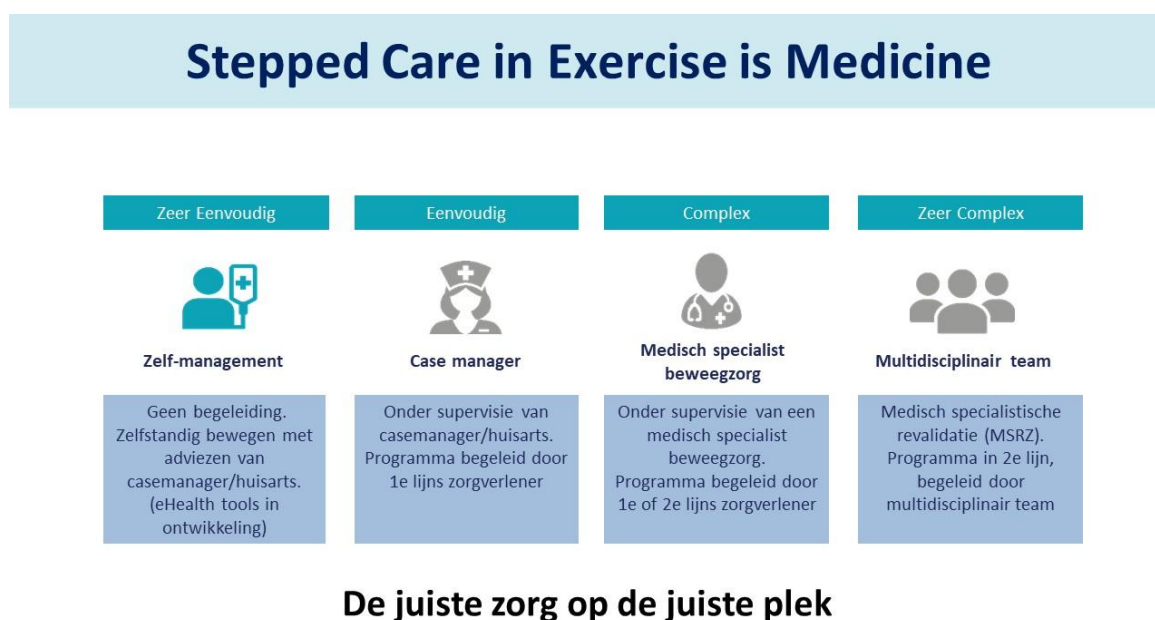 Stepped Care in Exercise is Medicine
Zeer Eenvoudig
Eenvoudig
Complex
Zeer Complex
Zelf-management
Case manager
Medisch specialist
beweegzorg
Multidisciplinair team
Geen begeleiding.
Zelfstandig bewegen met
adviezen van
casemanager/huisarts.
(eHealth tools in
ontwikkeling)
Onder supervisie van
casemanager/huisarts.
Programma begeleid door
1e lijns zorgverlener
Onder supervisie van een
medisch specialist
beweegzorg.
Programma begeleid door
1e of 2e lijns zorgverlener
Medisch specialistische
revalidatie (MSRZ).
Programma in 2e lijn,
begeleid door
multidisciplinair team
De juiste zorg op de juiste plek